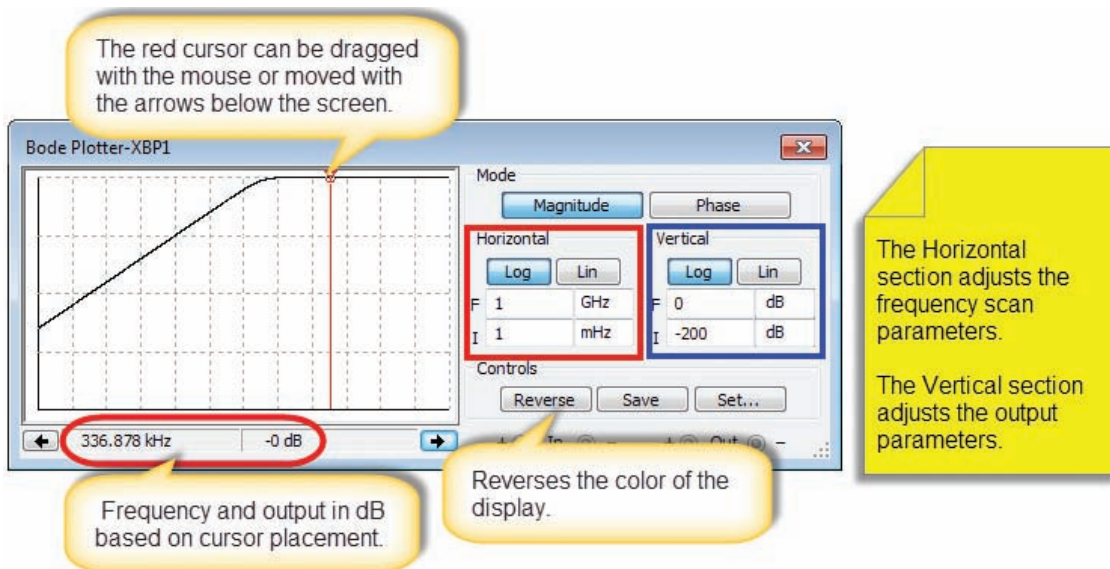 The red cursor can be dragged
with the mouse or moved with
the arrows below the screen.
Bode Plotter-XBP1
Mode
Magnitude
Phase
Horizontal
Vertical
Log
Lin
Log
Lin
F
1
GHz
F
0
dB
I
1
mHz
I
-200
dB
Controls
Reverse
Save
Set...
336.878 kHz
-0 dB
+
In
-
+
Out
-
Frequency and output in dB
based on cursor placement.
Reverses the color of the
display.
The Horizontal
section adjusts the
frequency scan
parameters.
The Vertical section
adjusts the output
parameters.